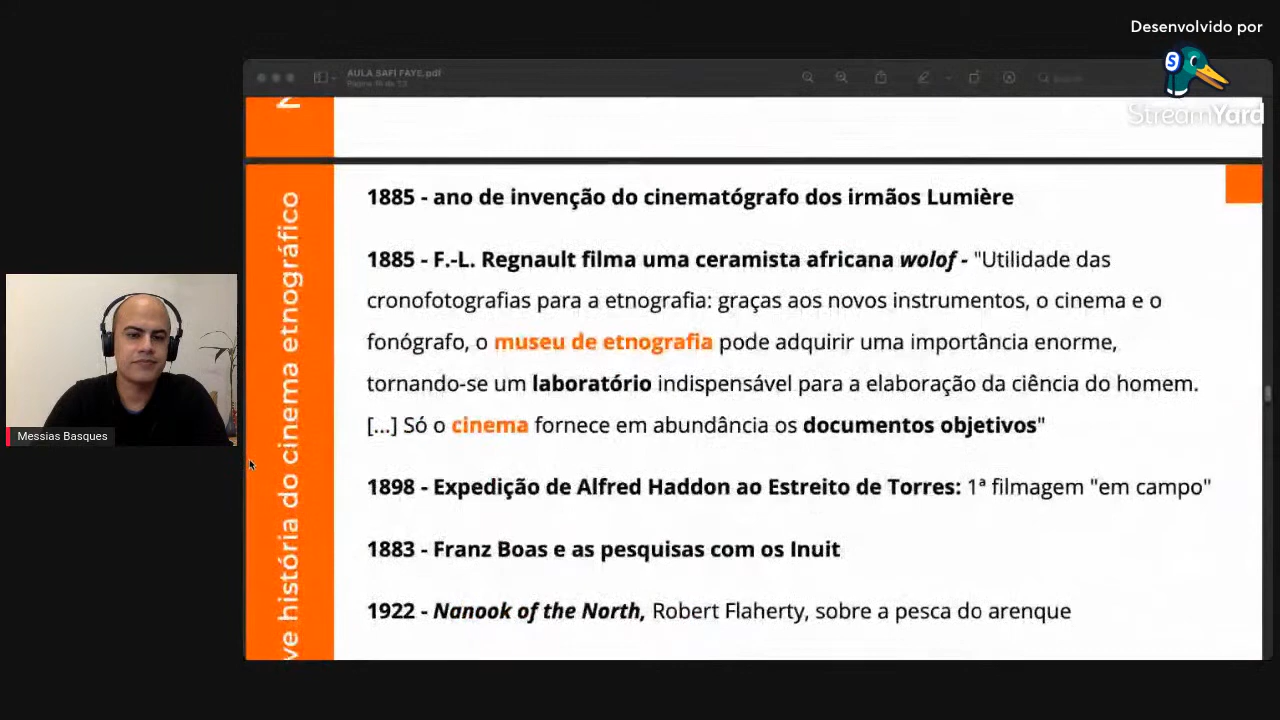 Desenvolvido por
StreamYard
AULA SAFI FAYE.pdf
1885 - ano de invenção do cinematógrafo dos irmãos Lumière
1885 - F.-L. Regnault filma uma ceramista africana wolof - "Utilidade das
cronofotografias para a etnografia: graças aos novos instrumentos, o cinema e o
fonógrafo, o museu de etnografia pode adquirir uma importância enorme,
tornando-se um laboratório indispensável para a elaboração da ciência do homem.
[...] Só o cinema fornece em abundância os documentos objetivos"
1898 - Expedição de Alfred Haddon ao Estreito de Torres: 1ª filmagem "em campo"
1883 - Franz Boas e as pesquisas com os Inuit
1922 - Nanook of the North, Robert Flaherty, sobre a pesca do arenque
ve história do cinema etnográfico
Messias Basques